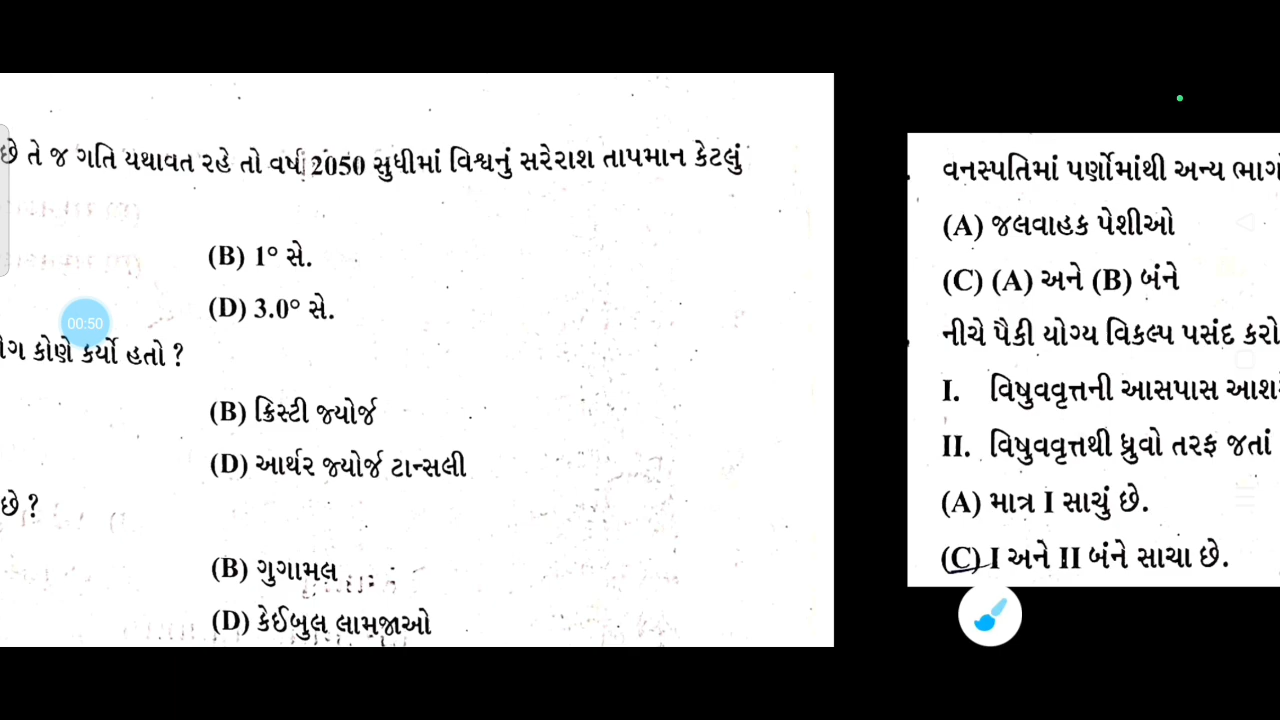 છે તે જ ગતિ યથાવત રહે તો વર્ષ 2050 સુધીમાં વિશ્વનું સરેરાશ તાપમાન કેટલું
(B) 1° સે.
(D) 3.0° સે.
00:50
કોણે કર્યો હતો ?
(B) ક્રિસ્ટી જ્યોર્જ
(D) આર્થર જ્યોર્જ ટાન્સલી
છે ?
(B) ગુગામલ
(D) કેઈબુલ લામજાઓ
વનસ્પતિમાં પર્ણોમાંથી અન્ય
(A) જલવાહક પેશીઓ
(C) (A) અને (B) બંને
નીચે પૈકી યોગ્ય વિકલ્પ પસંદ કરો
I. વિષુવવૃત્તની આસપાસ
II. વિષુવવૃત્તથી ધ્રુવો તરફ જતાં
(A) માત્ર I સાચું છે.
(C) I અને II બંને સાચા છે.